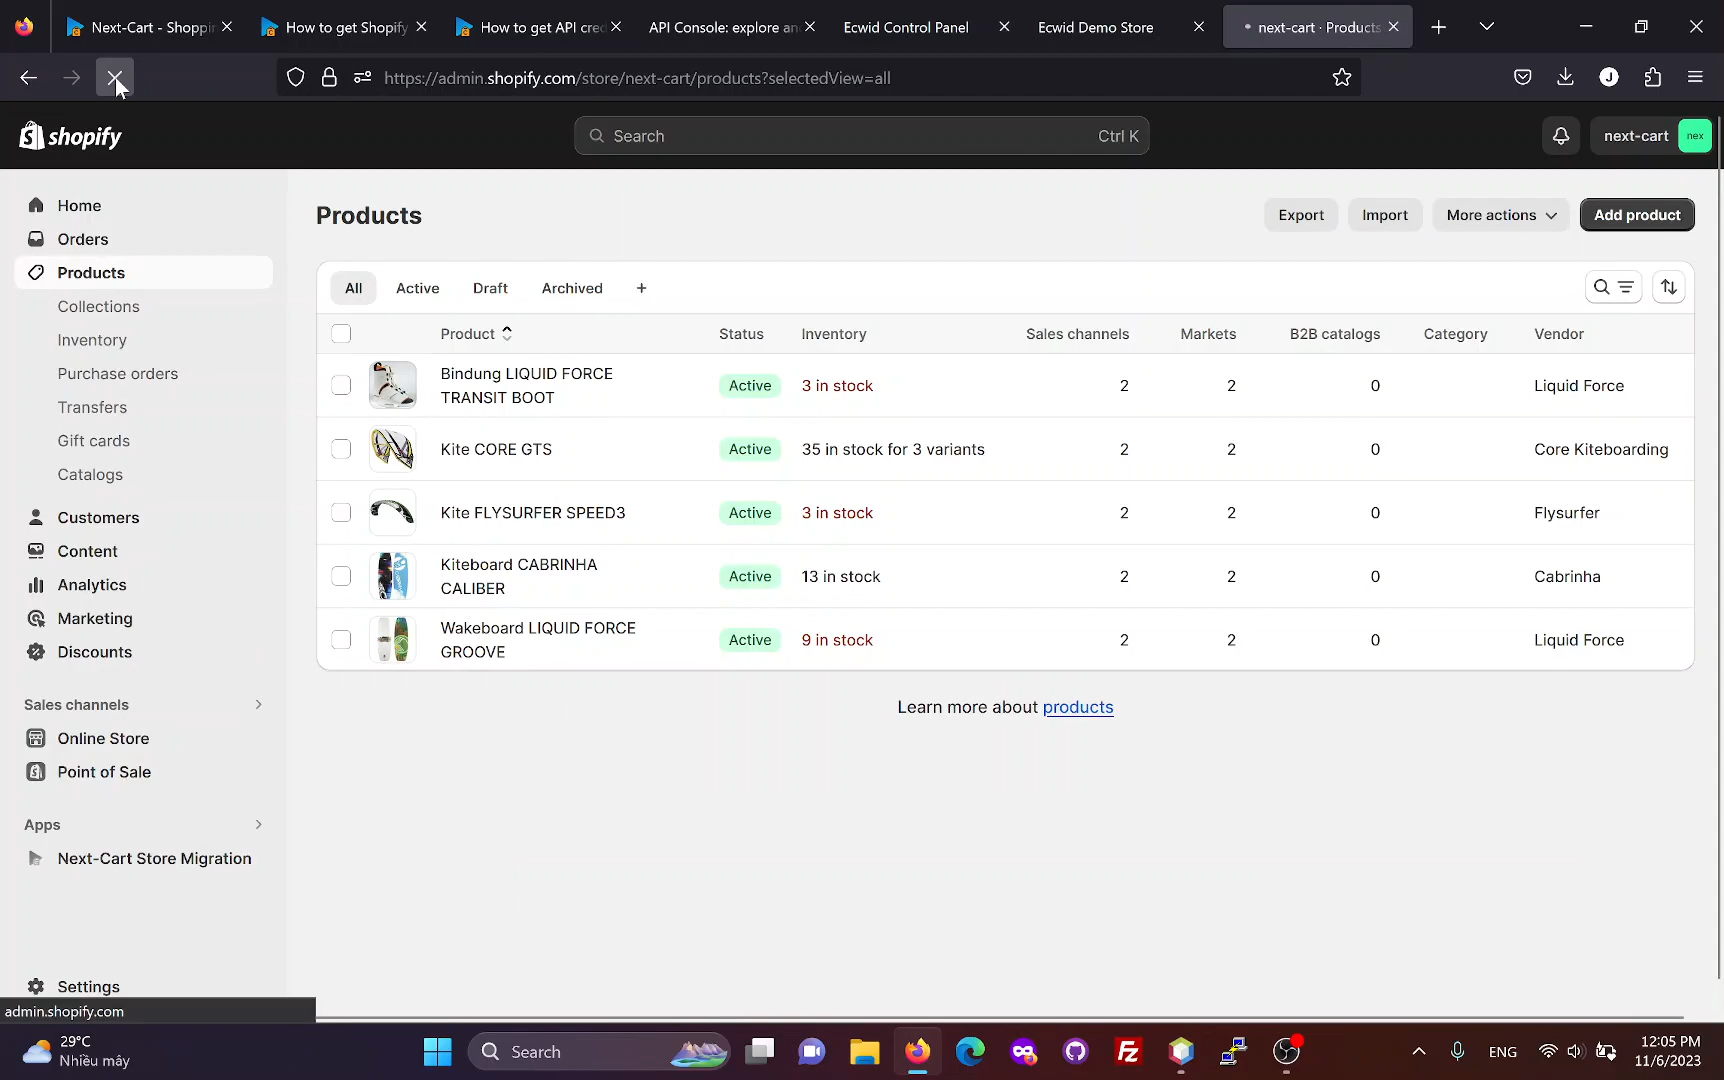 Next-Cart - Shoppin
How to get Shopify
How to get API cred
API Console: explore an
Ecwid Control Panel
Ecwid Demo Store
next-cart · Products
https://admin.shopify.com/store/next-cart/products?selectedView=all
J
shopify
Search
Ctrl K
next-cart
nex
Home
Orders
Products
Collections
Inventory
Purchase orders
Transfers
Gift cards
Catalogs
Customers
Content
Analytics
Marketing
Discounts
Sales channels
Online Store
Point of Sale
Apps
Next-Cart Store Migration
Settings
admin.shopify.com
Products
Export
Import
More actions
Add product
All
Active
Draft
Archived
+
Product
Status
Inventory
Sales channels
Markets
B2B catalogs
Category
Vendor
Bindung LIQUID FORCE
TRANSIT BOOT
Active
3 in stock
2
2
0
Liquid Force
Kite CORE GTS
Active
35 in stock for 3 variants
2
2
0
Core Kiteboarding
Kite FLYSURFER SPEED3
Active
3 in stock
2
2
0
Flysurfer
Kiteboard CABRINHA
CALIBER
Active
13 in stock
2
2
0
Cabrinha
Wakeboard LIQUID FORCE
GROOVE
Active
9 in stock
2
2
0
Liquid Force
Learn more about products
29°C
Nhiều mây
Search
ENG
12:05 PM
11/6/2023